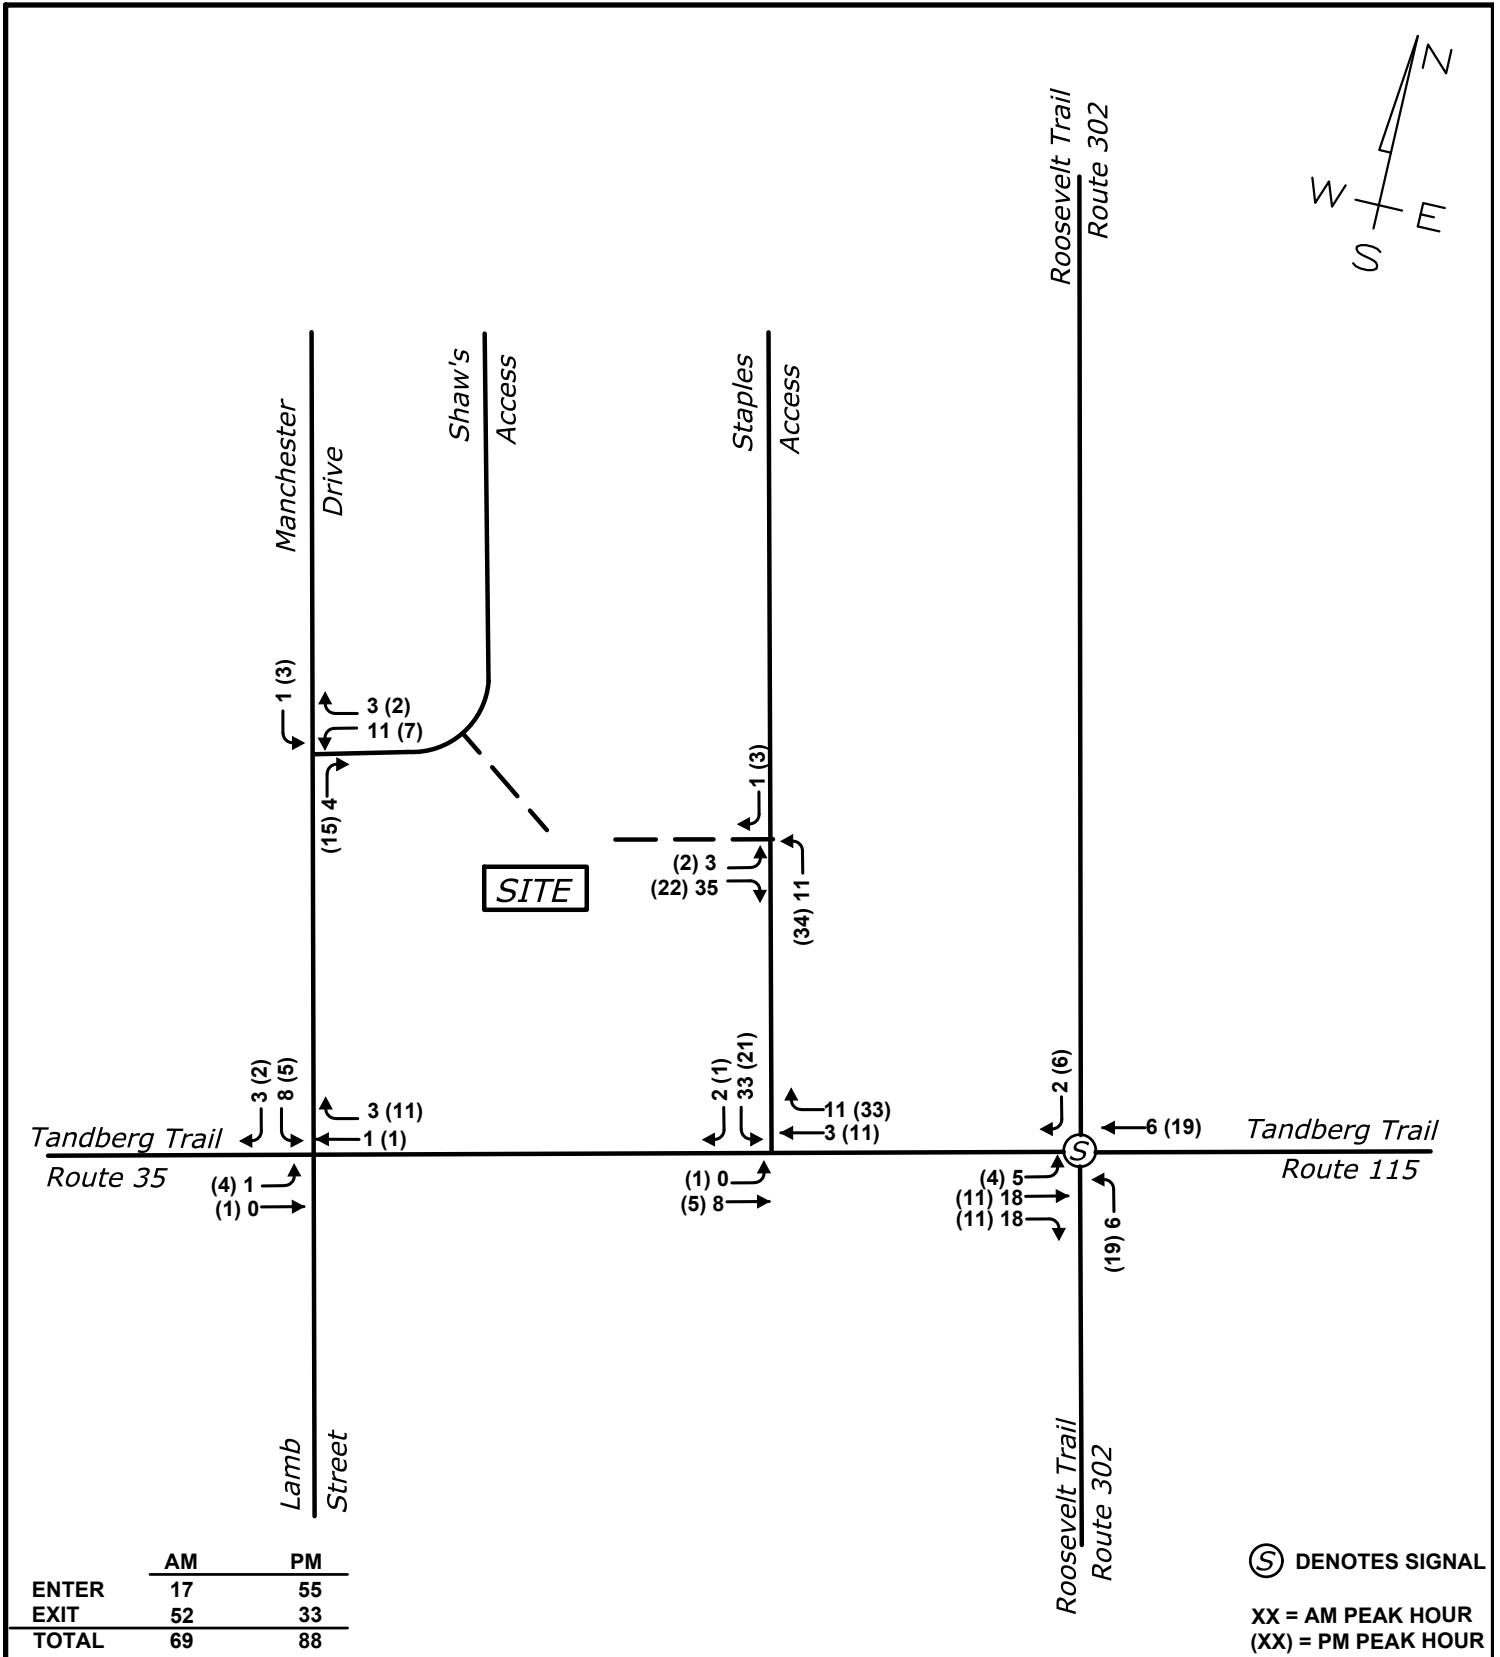 N
W
E
S
Roosevelt Trail
Route 302
Manchester
Drive
Shaw's
Access
Staples
Access
1 (3)
3 (2)
11 (7)
(15) 4
1 (3)
(2) 3
(22) 35
(34) 11
SITE
3 (2)
8 (5)
3 (11)
1 (1)
2 (1)
33 (21)
11 (33)
3 (11)
2 (6)
6 (19)
Tandberg Trail
Route 35
S
Tandberg Trail
Route 115
(4) 1
(1) 0
(1) 0
(5) 8
(4) 5
(11) 18
(11) 18
(19) 6
Lamb
Street
Roosevelt Trail
Route 302
AM PM
ENTER 17 55
EXIT 52 33
TOTAL 69 88
S DENOTES SIGNAL
XX = AM PEAK HOUR
(XX) = PM PEAK HOUR